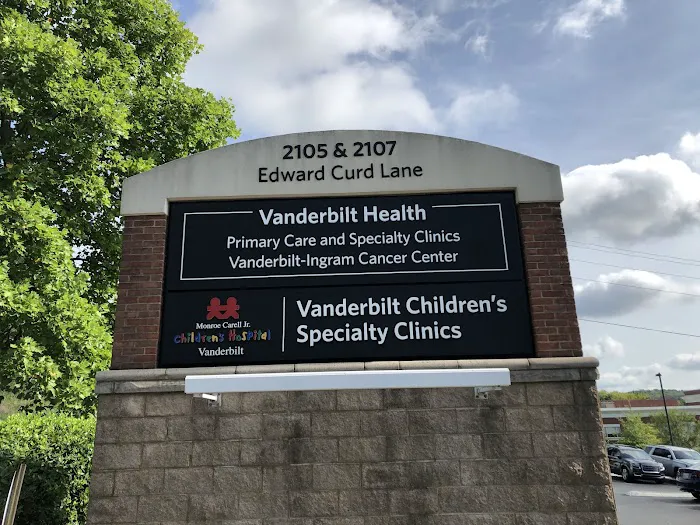 2105 & 2107
Edward Curd Lane
Vanderbilt Health
Primary Care and Specialty Clinics
Vanderbilt-Ingram Cancer Center
Monroe Carell Jr.
Children's Hospital
Vanderbilt
Vanderbilt Children's
Specialty Clinics